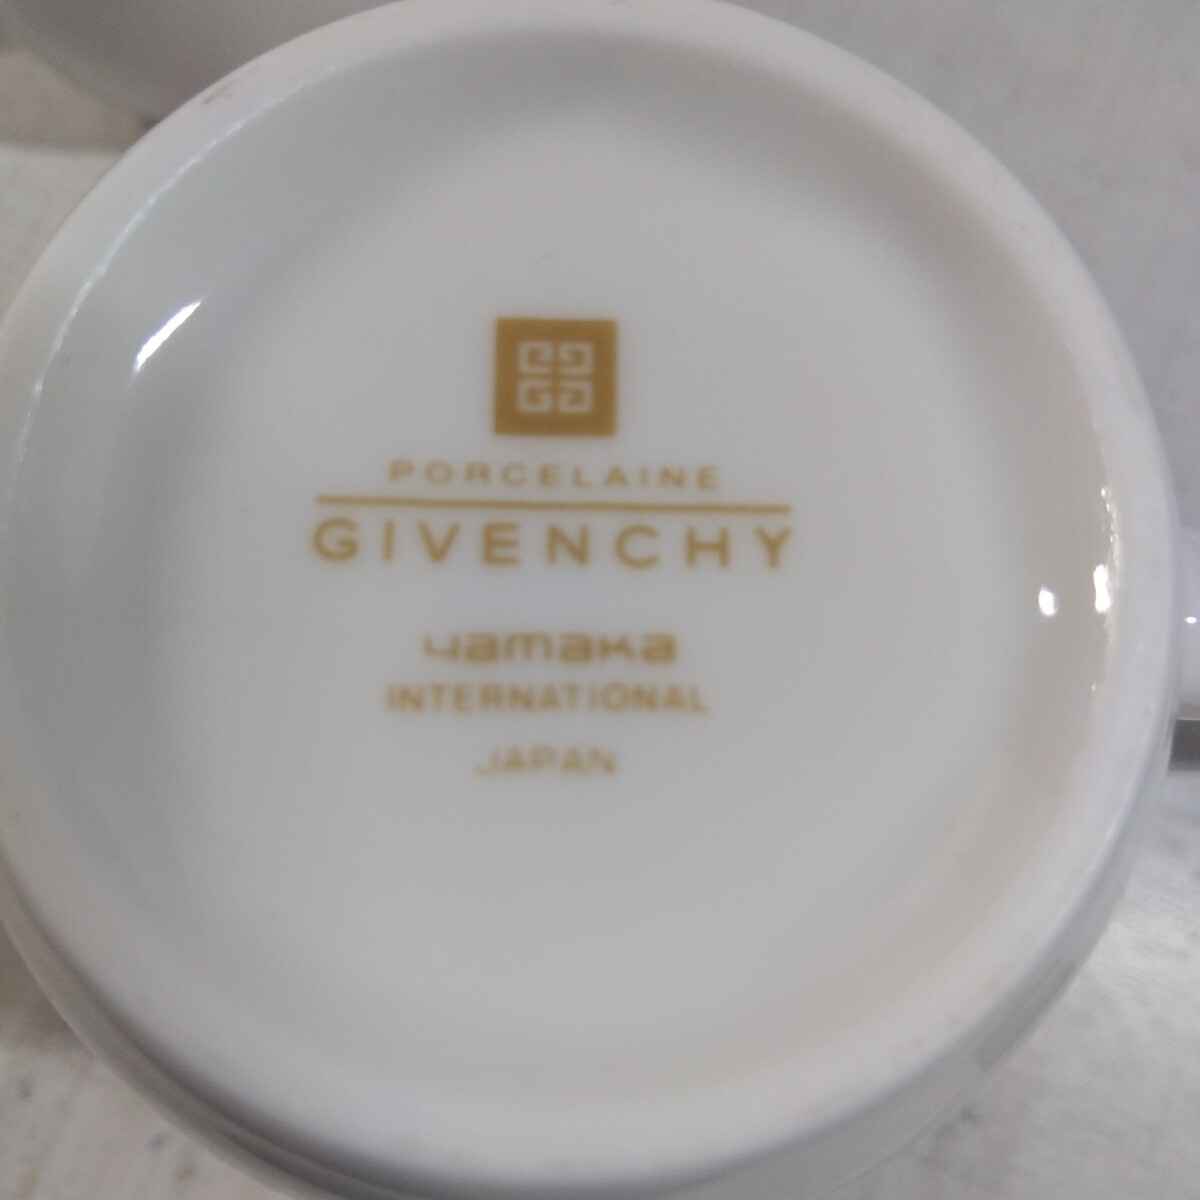 PORCELAINE
GIVENCHY
yamaka
INTERNATIONAL
JAPAN